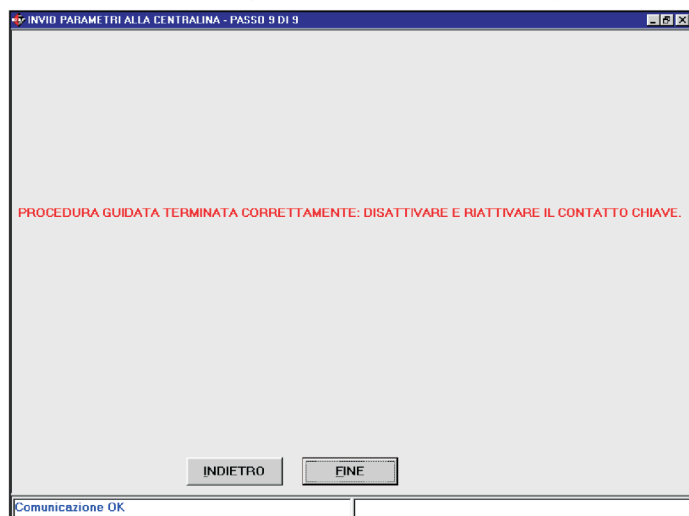 INVIO PARAMETRI ALLA CENTRALINA - PASSO 9 DI 9
PROCEDURA GUIDATA TERMINATA CORRETTAMENTE: DISATTIVARE E RIATTIVARE IL CONTATTO CHIAVE.
INDIETRO FINE
Comunicazione OK